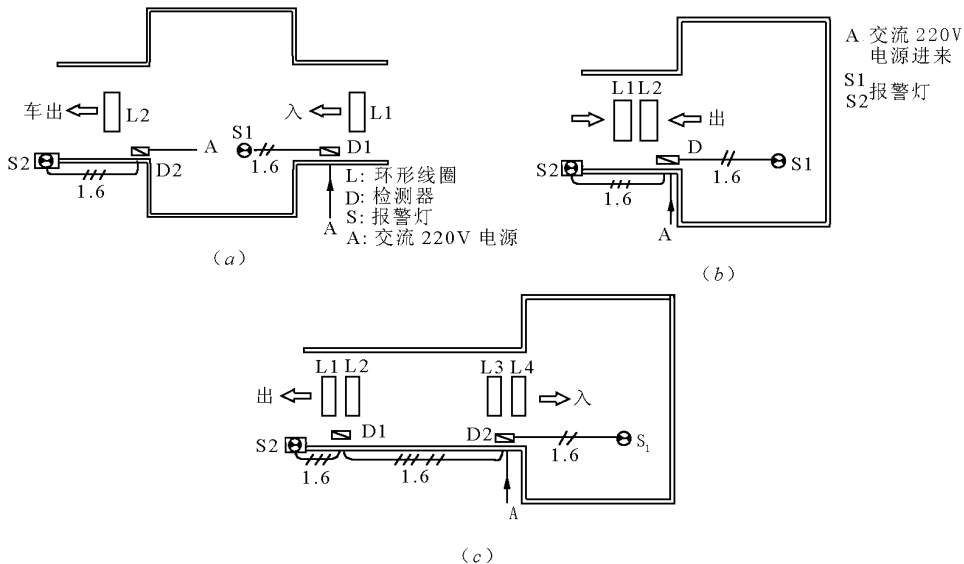 车出
L2
入
L1
S2
D2
A
S1
D1
1.6
1.6
A
L: 环形线圈
D: 检测器
S: 报警灯
A: 交流 220V 电源
(a)
L1 L2
出
S2
D
S1
1.6
1.6
A
(b)
A 交流 220V
电源进来
S1
S2 报警灯
L1 L2
L3 L4
出
入
S2
D1
D2
S1
1.6
1.6
1.6
A
(c)